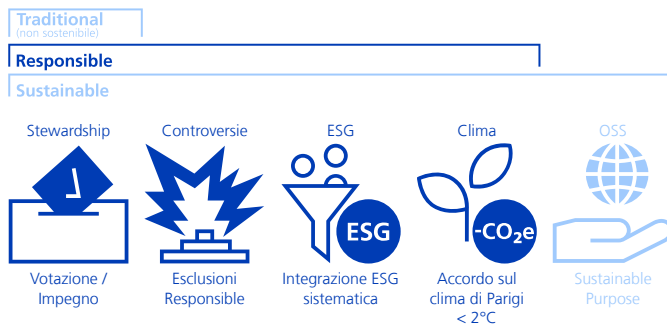 Traditional
(non sostenibile)
Responsible
Sustainable
Stewardship
Controversie
ESG
Clima
OSS
ESG
-CO₂e
Votazione /
Impegno
Esclusioni
Responsible
Integrazione ESG
sistematica
Accordo sul
clima di Parigi
< 2°C
Sustainable
Purpose